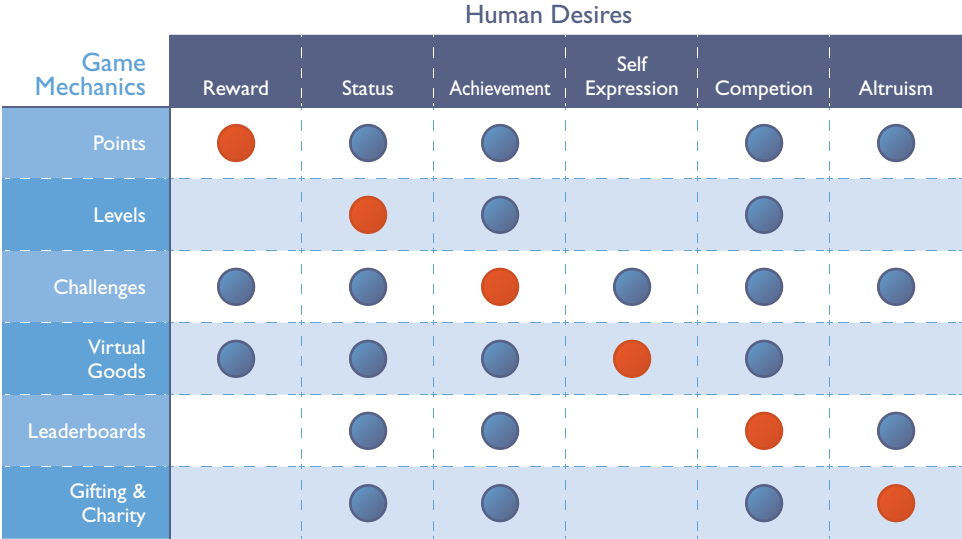 Human Desires
Game
Mechanics
Reward
Status
Achievement
Self
Expression
Competion
Altruism
Points
Levels
Challenges
Virtual
Goods
Leaderboards
Gifting &
Charity